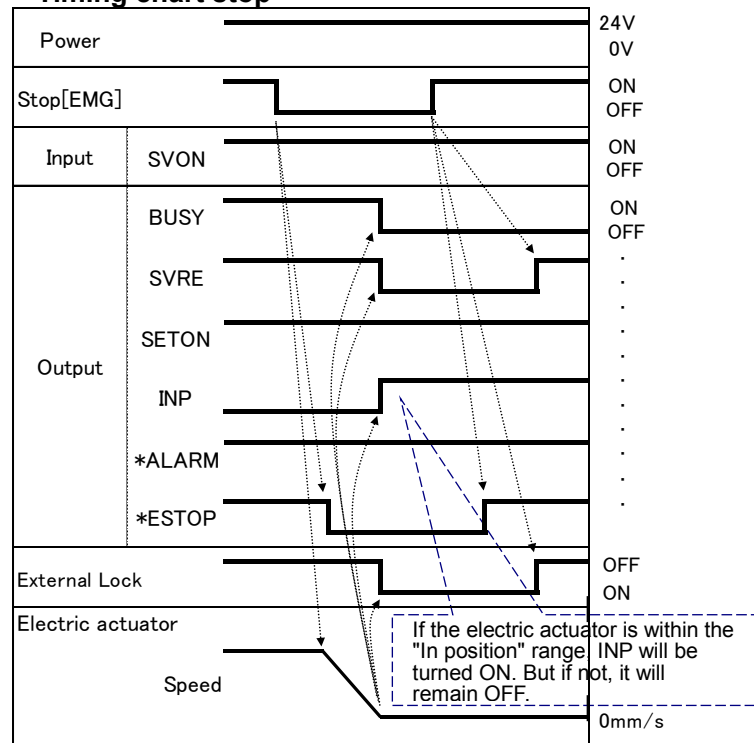 Timing chart stop
Power
24V
0V
Stop[EMG]
ON
OFF
Input
SVON
ON
OFF
Output
BUSY
ON
OFF
SVRE
SETON
INP
*ALARM
*ESTOP
External Lock
OFF
ON
Electric actuator
Speed
If the electric actuator is within the
"In position" range, INP will be
turned ON. But if not, it will
remain OFF.
0mm/s